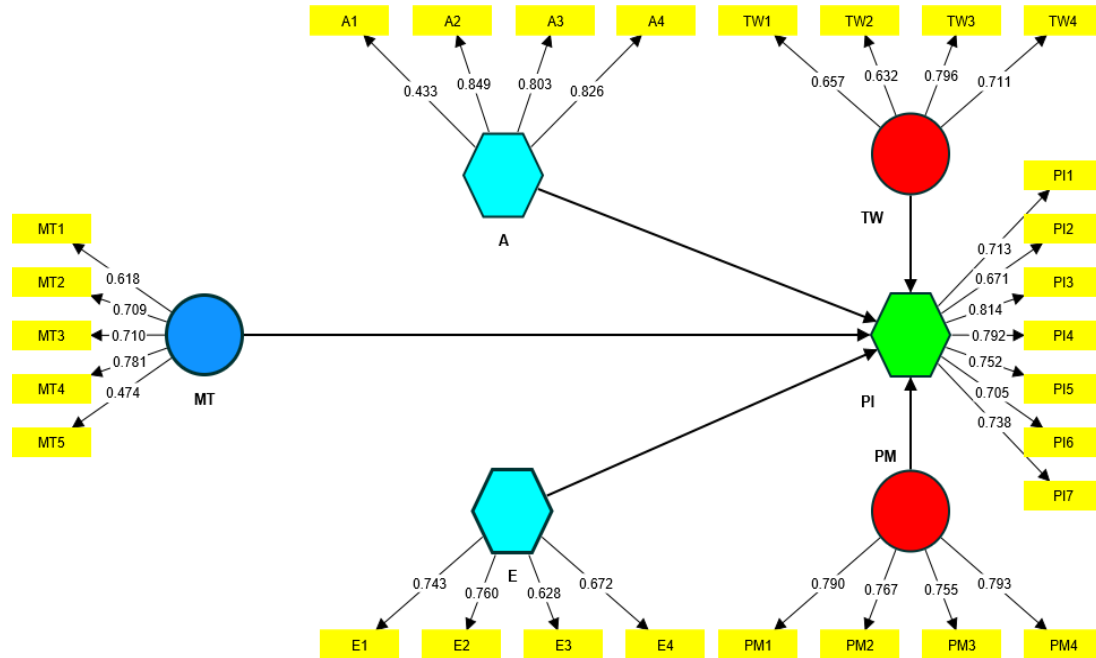 A1 A2 A3 A4 TW1 TW2 TW3 TW4
0.433 0.849 0.803 0.826 0.657 0.632 0.796 0.711
A
TW
MT1
MT2
MT3
MT4
MT5
0.618
0.709
0.710
0.781
0.474
MT
PI1
PI2
PI3
PI4
PI5
PI6
PI7
0.713
0.671
0.814
0.792
0.752
0.705
0.738
PI
PM
E
0.743 0.760 0.628 0.672 0.790 0.767 0.755 0.793
E1 E2 E3 E4 PM1 PM2 PM3 PM4